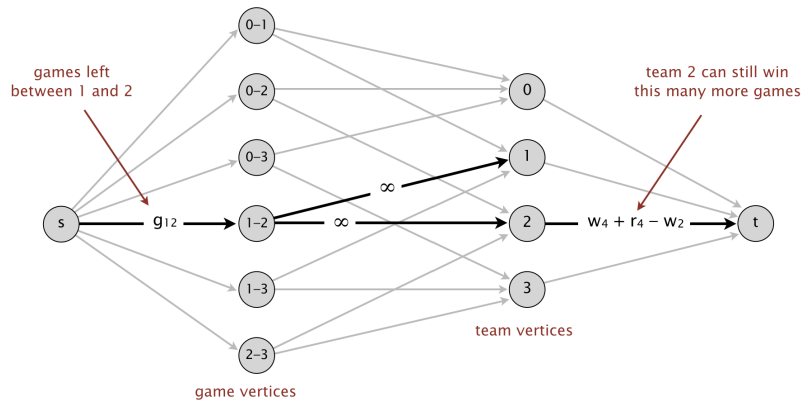 0–1
games left
between 1 and 2
team 2 can still win
this many more games
0–2
0
0–3
1
∞
s
g12
1–2
∞
2
w4 + r4 − w2
t
1–3
3
team vertices
2–3
game vertices